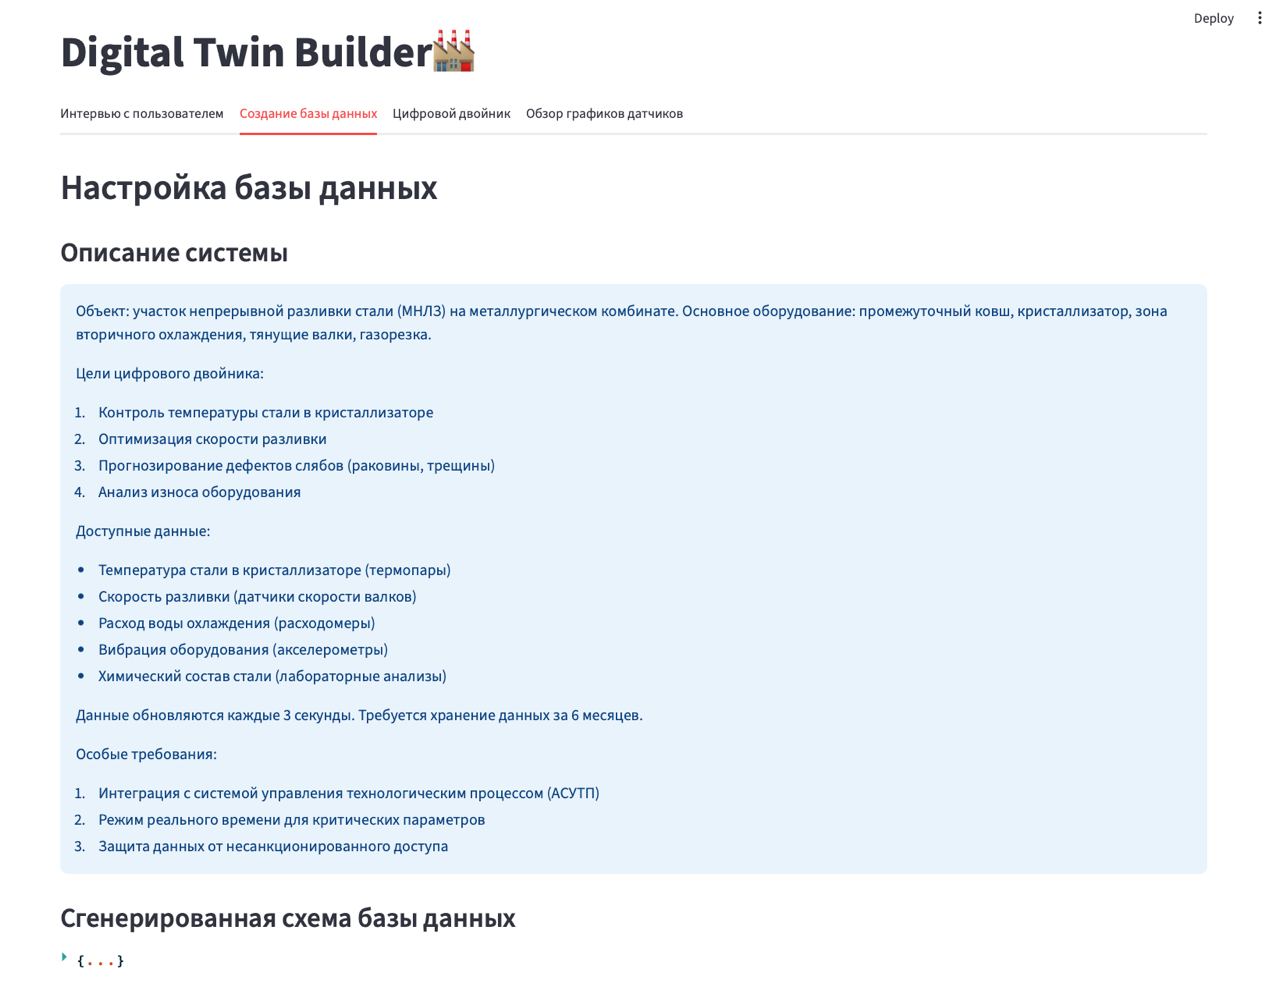 Deploy
Digital Twin Builder
Интервью с пользователем
Создание базы данных
Цифровой двойник
Обзор графиков датчиков
Настройка базы данных
Описание системы
Объект: участок непрерывной разливки стали (МНЛЗ) на металлургическом комбинате. Основное оборудование: промежуточный ковш, кристаллизатор, зона
вторичного охлаждения, тянущие валки, газорезка.
Цели цифрового двойника:
1. Контроль температуры стали в кристаллизаторе
2. Оптимизация скорости разливки
3. Прогнозирование дефектов слябов (раковины, трещины)
4. Анализ износа оборудования
Доступные данные:
• Температура стали в кристаллизаторе (термопары)
• Скорость разливки (датчики скорости валков)
• Расход воды охлаждения (расходомеры)
• Вибрация оборудования (акселерометры)
• Химический состав стали (лабораторные анализы)
Данные обновляются каждые 3 секунды. Требуется хранение данных за 6 месяцев.
Особые требования:
1. Интеграция с системой управления технологическим процессом (АСУТП)
2. Режим реального времени для критических параметров
3. Защита данных от несанкционированного доступа
Сгенерированная схема базы данных
{...}